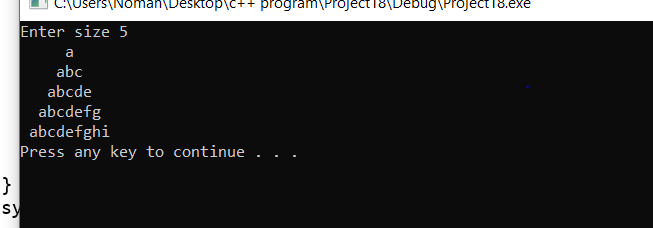 C:\Users\Noman\Desktop\c++ program\Project18\Debug\Project18.exe
Enter size 5
a
abc
abcde
abcdefg
abcdefghi
Press any key to continue . . .
}
sy